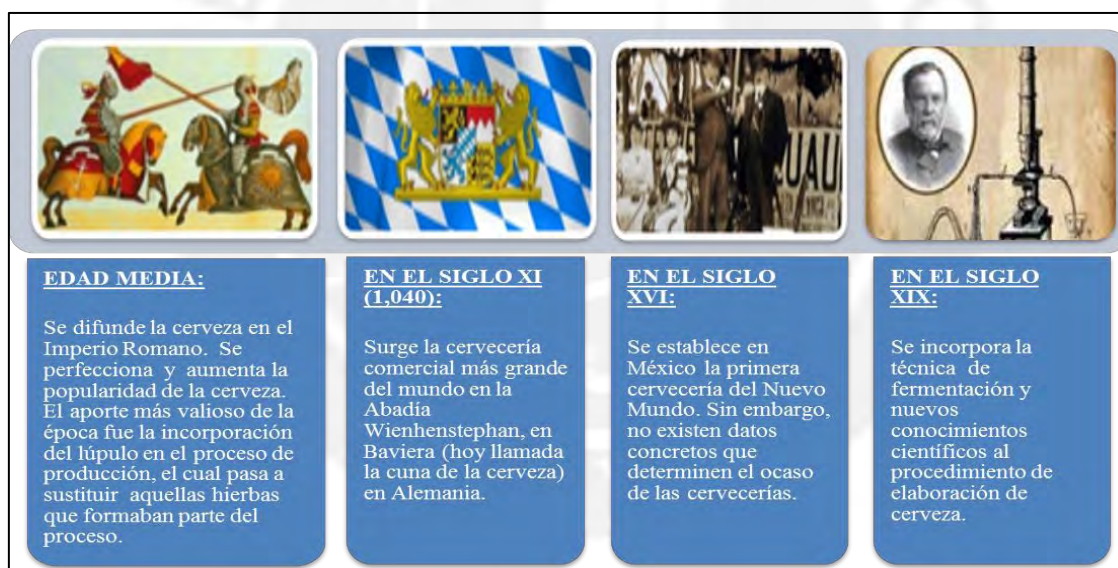 EDAD MEDIA:
Se difunde la cerveza en el
Imperio Romano. Se
perfecciona y aumenta la
popularidad de la cerveza.
El aporte más valioso de la
época fue la incorporación
del lúpulo en el proceso de
producción, el cual pasa a
sustituir aquellas hierbas
que formaban parte del
proceso.
EN EL SIGLO XI
(1,040):
Surge la cervecería
comercial más grande
del mundo en la
Abadía
Wienhenstephan, en
Baviera (hoy llamada
la cuna de la cerveza)
en Alemania.
EN EL SIGLO
XVI:
Se establece en
México la primera
cervecería del Nuevo
Mundo. Sin embargo,
no existen datos
concretos que
determinen el ocaso
de las cervecerías.
EN EL SIGLO
XIX:
Se incorpora la
técnica de
fermentación y
nuevos
conocimientos
científicos al
procedimiento de
elaboración de
cerveza.